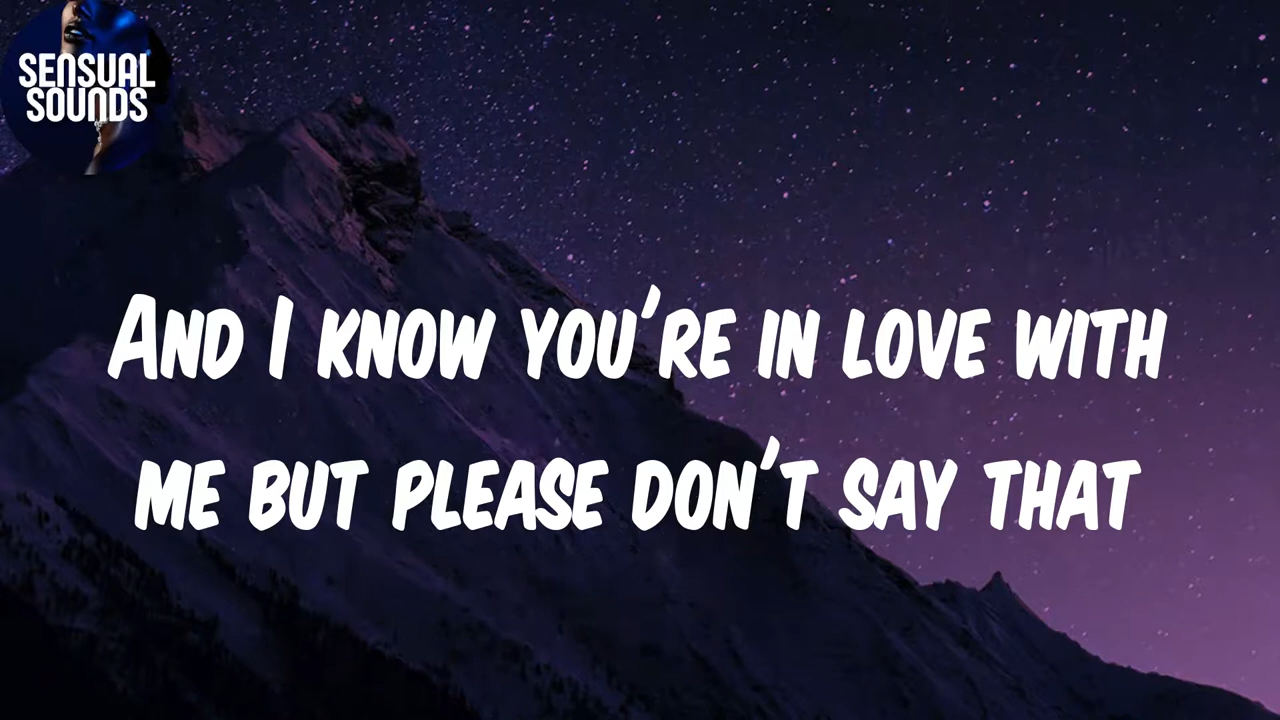 SENSUAL
SOUNDS
AND I KNOW YOU'RE IN LOVE WITH
ME BUT PLEASE DON'T SAY THAT